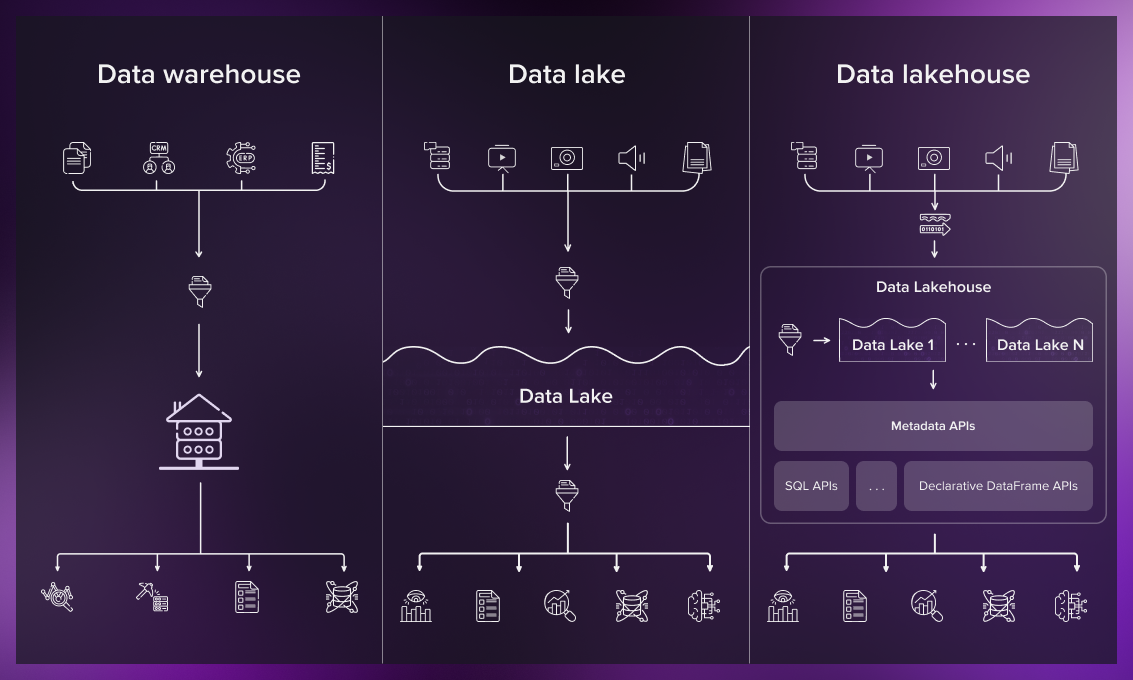 Data warehouse
CRM
ERP
$
Data lake
Data Lake
Data lakehouse
0110101
Data Lakehouse
Data Lake 1
. . .
Data Lake N
Metadata APIs
SQL APIs
. . .
Declarative DataFrame APIs